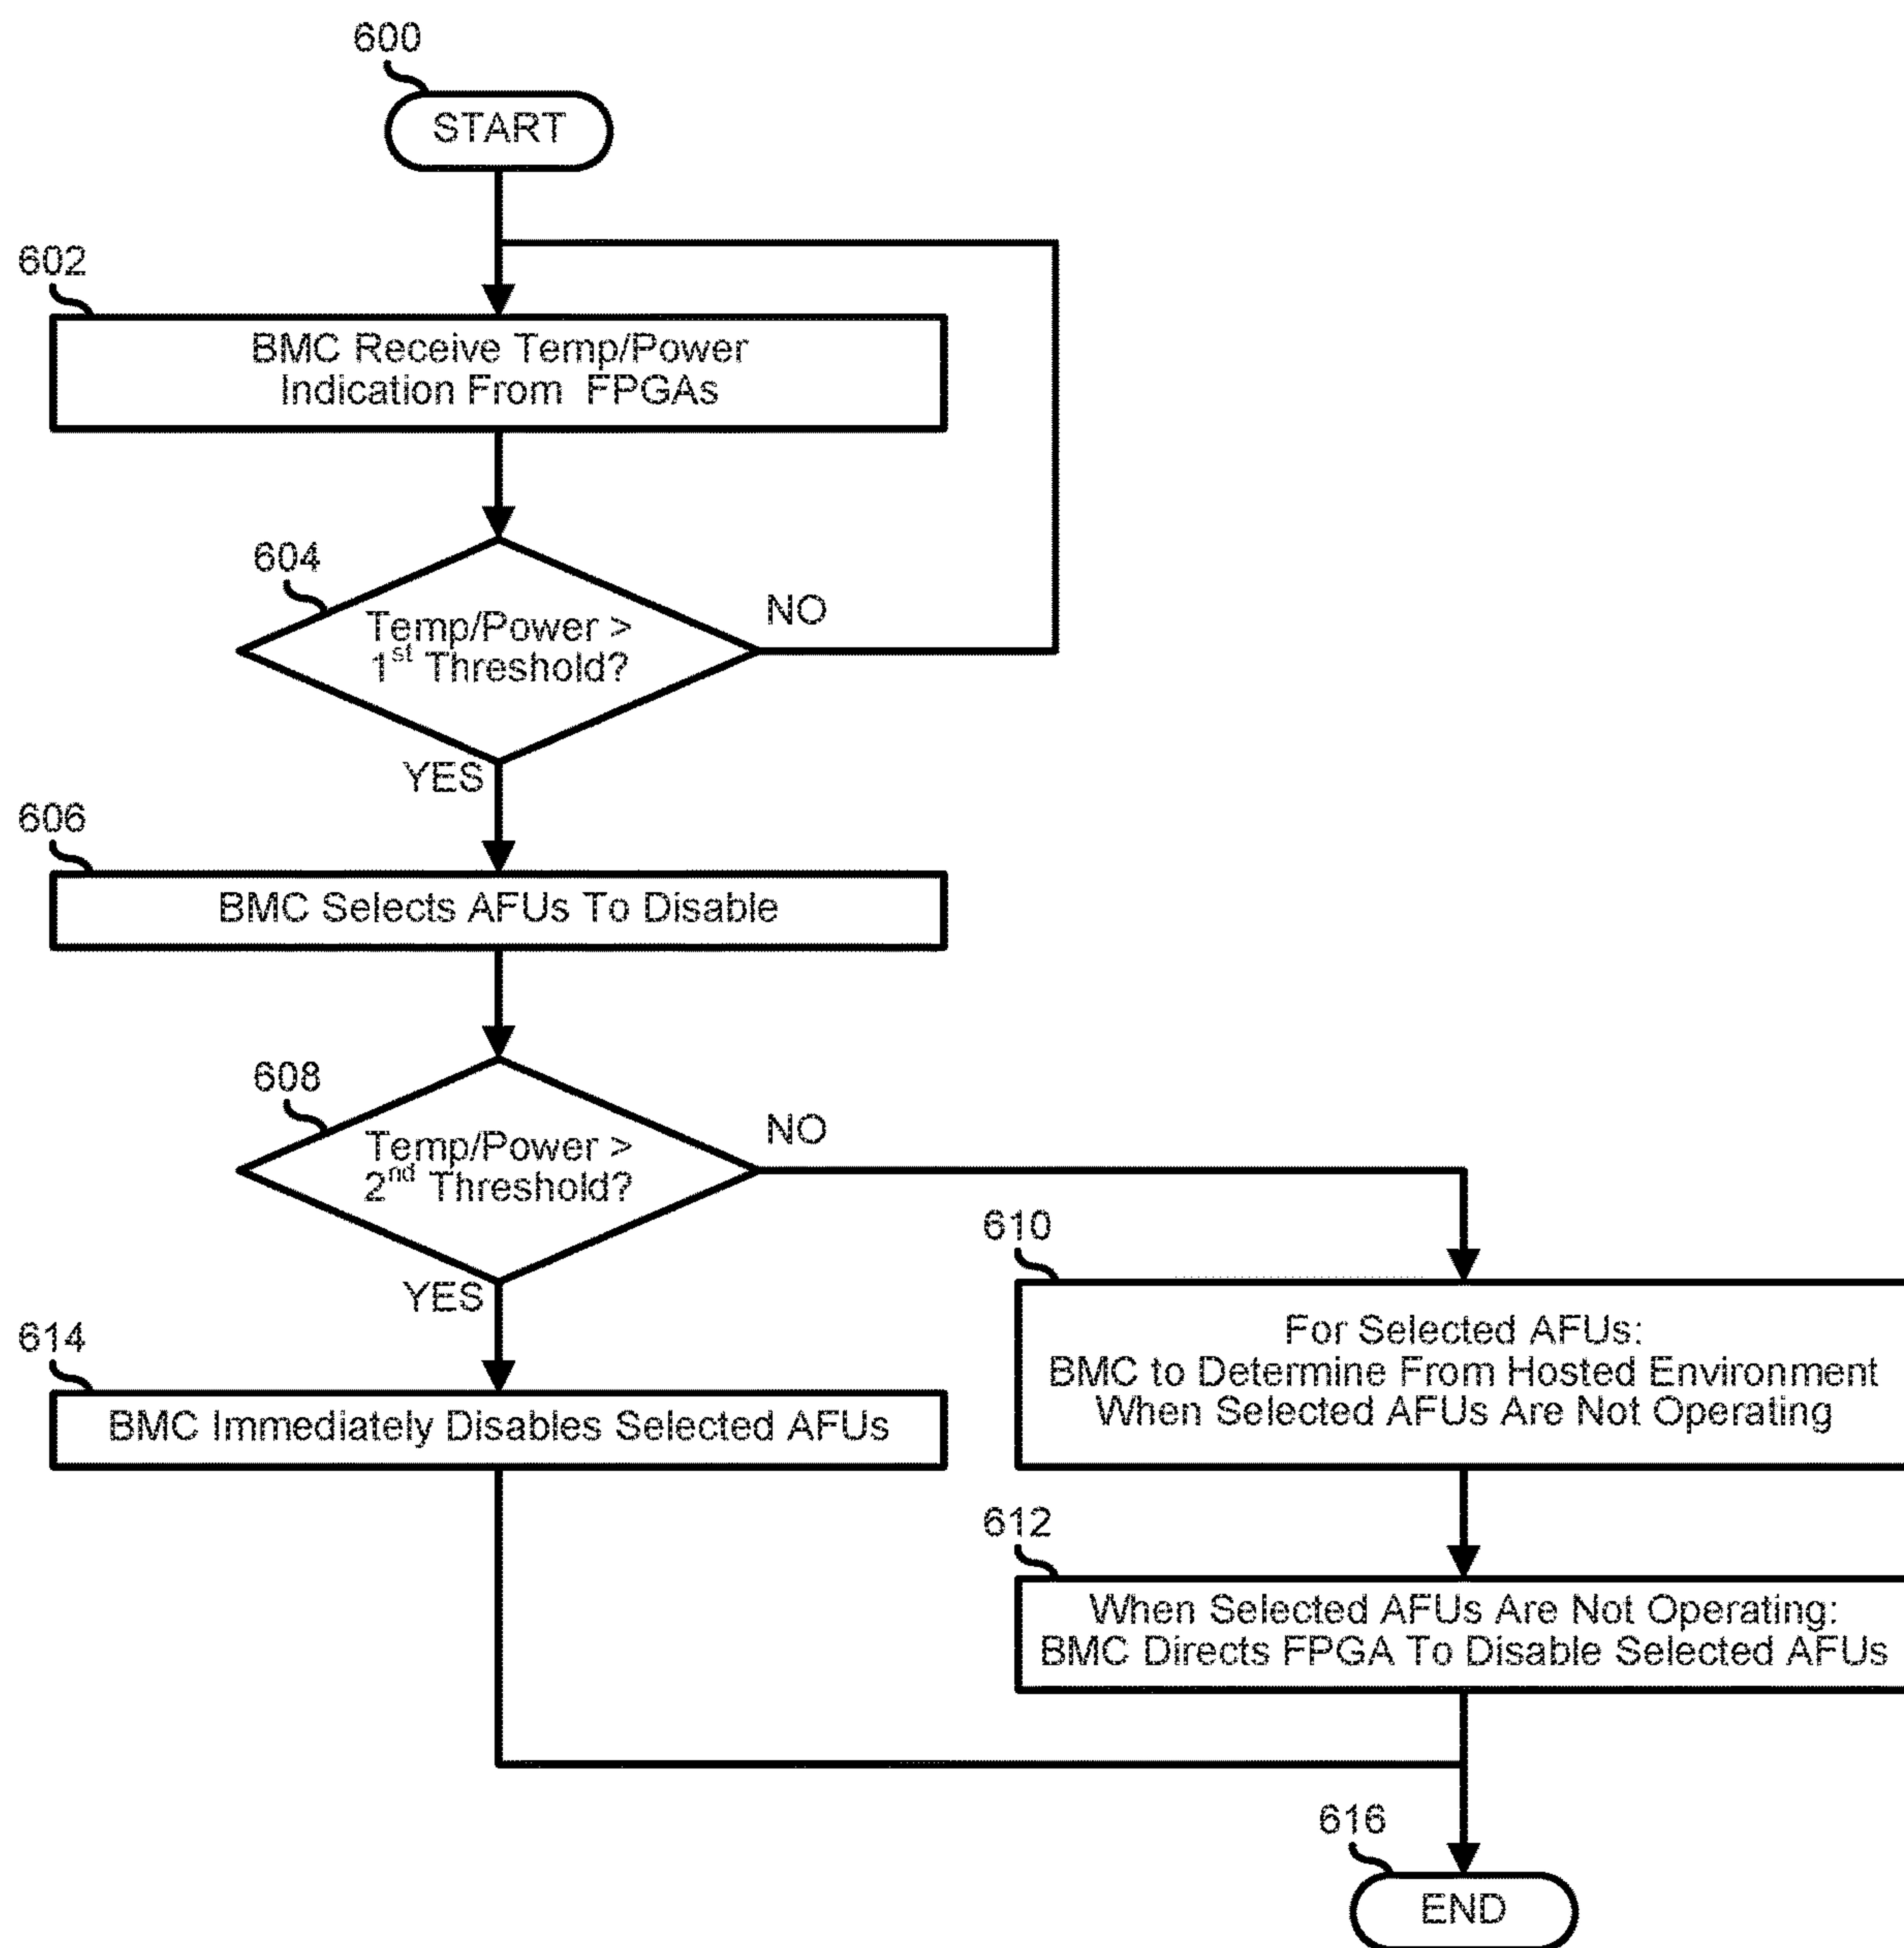 600
START
602
BMC Receive Temp/Power
Indication From FPGAs
604
Temp/Power >
1st Threshold?
NO
YES
606
BMC Selects AFUs To Disable
608
Temp/Power >
2nd Threshold?
NO
YES
610
For Selected AFUs:
BMC to Determine From Hosted Environment
When Selected AFUs Are Not Operating
614
BMC Immediately Disables Selected AFUs
612
When Selected AFUs Are Not Operating:
BMC Directs FPGA To Disable Selected AFUs
616
END